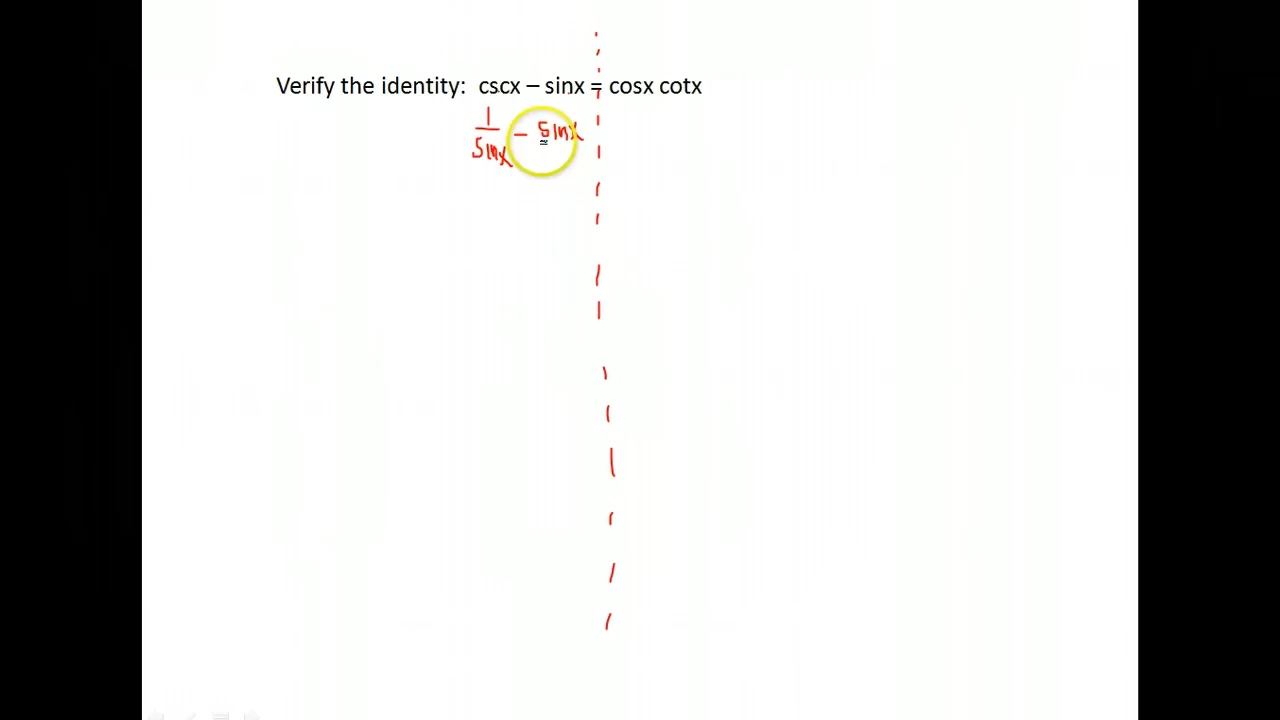 Verify the identity: cscx – sinx = cosx cotx
1
— – sinx
sinx